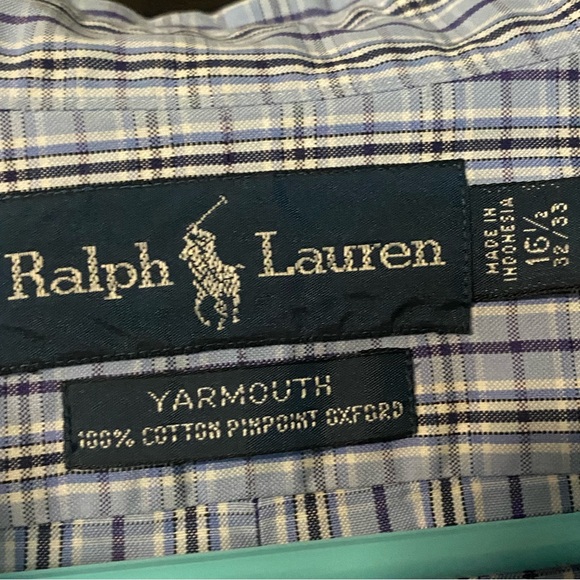 Ralph Lauren
MADE IN
INDONESIA
16½
32/33
YARMOUTH
100% COTTON PINPOINT OXFORD